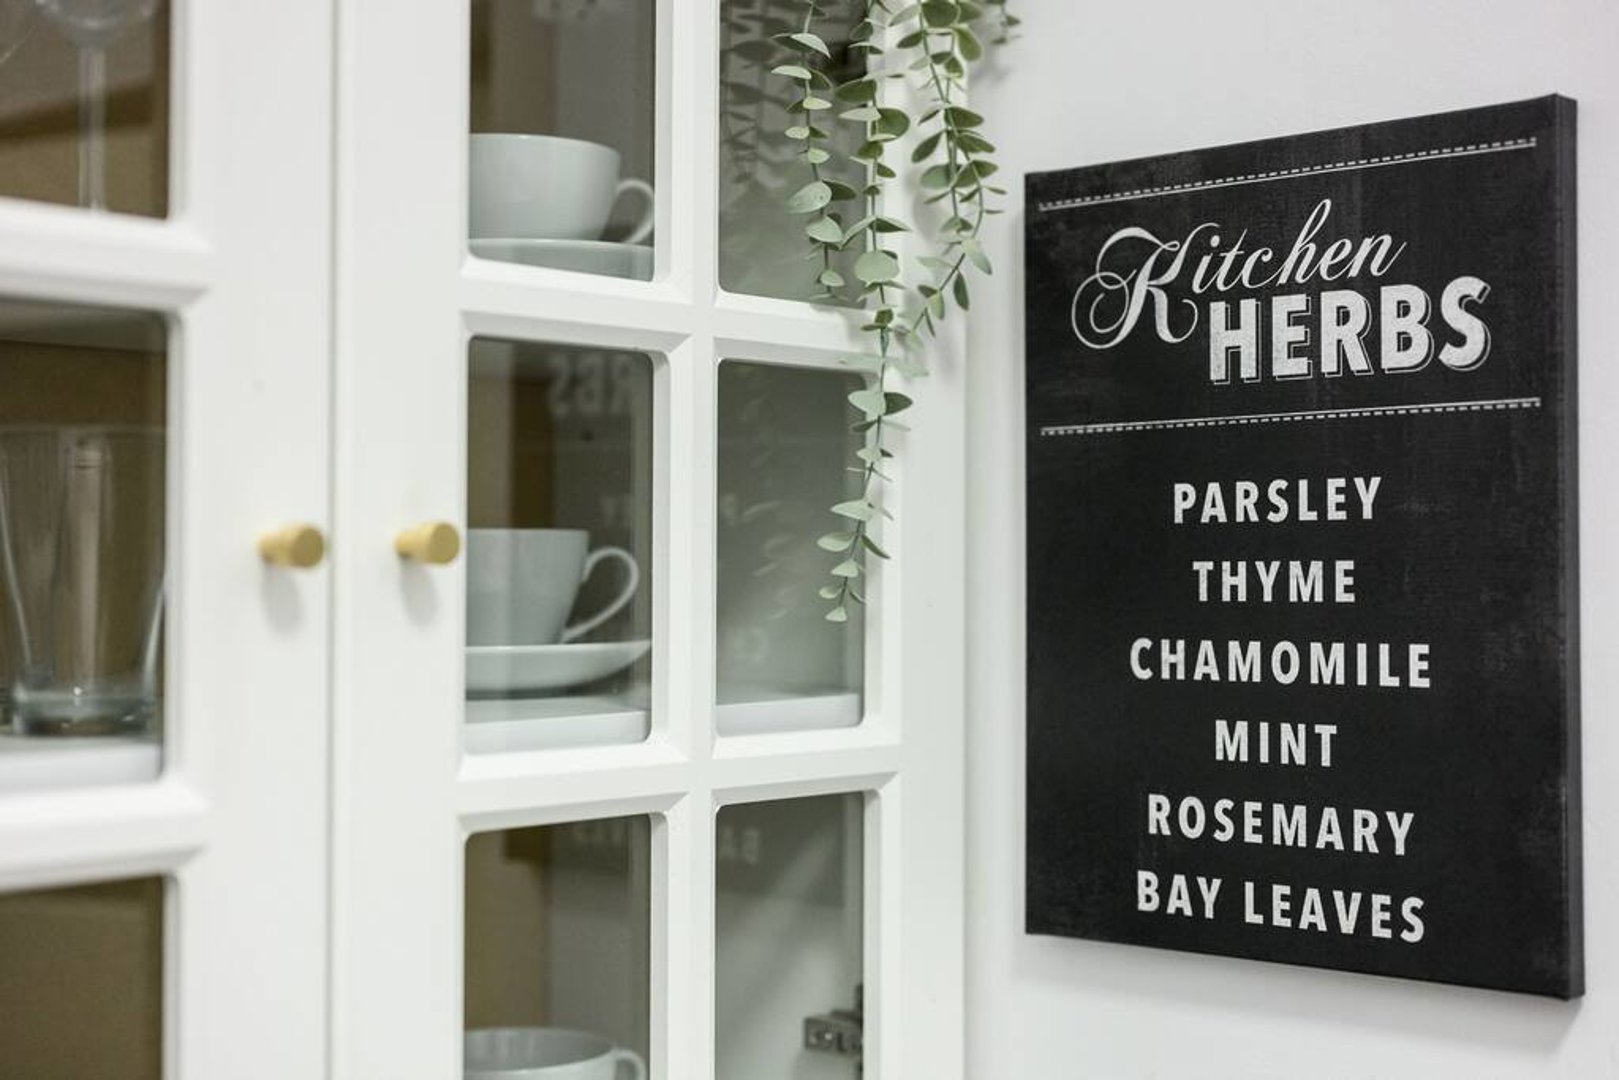 Kitchen
HERBS
PARSLEY
THYME
CHAMOMILE
MINT
ROSEMARY
BAY LEAVES